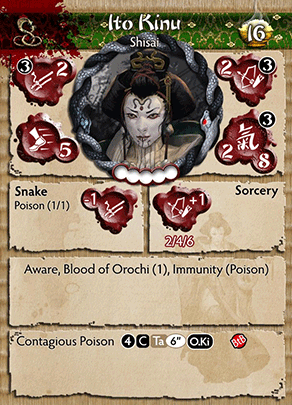 Ito Kinu
16
Shisai
3 2
2 3
5
3
2 8
Snake
-1
Poison (1/1)
Sorcery
+1
2/4/6
Aware, Blood of Orochi (1), Immunity (Poison)
Contagious Poison 4 C Ta 6" O.Ki BtB